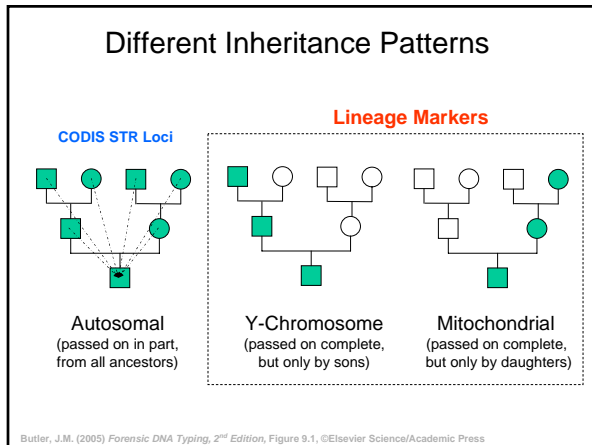 Different Inheritance Patterns
Lineage Markers
CODIS STR Loci
Autosomal
(passed on in part,
from all ancestors)
Y-Chromosome
(passed on complete,
but only by sons)
Mitochondrial
(passed on complete,
but only by daughters)
Butler, J.M. (2005) Forensic DNA Typing, 2nd Edition, Figure 9.1, ©Elsevier Science/Academic Press